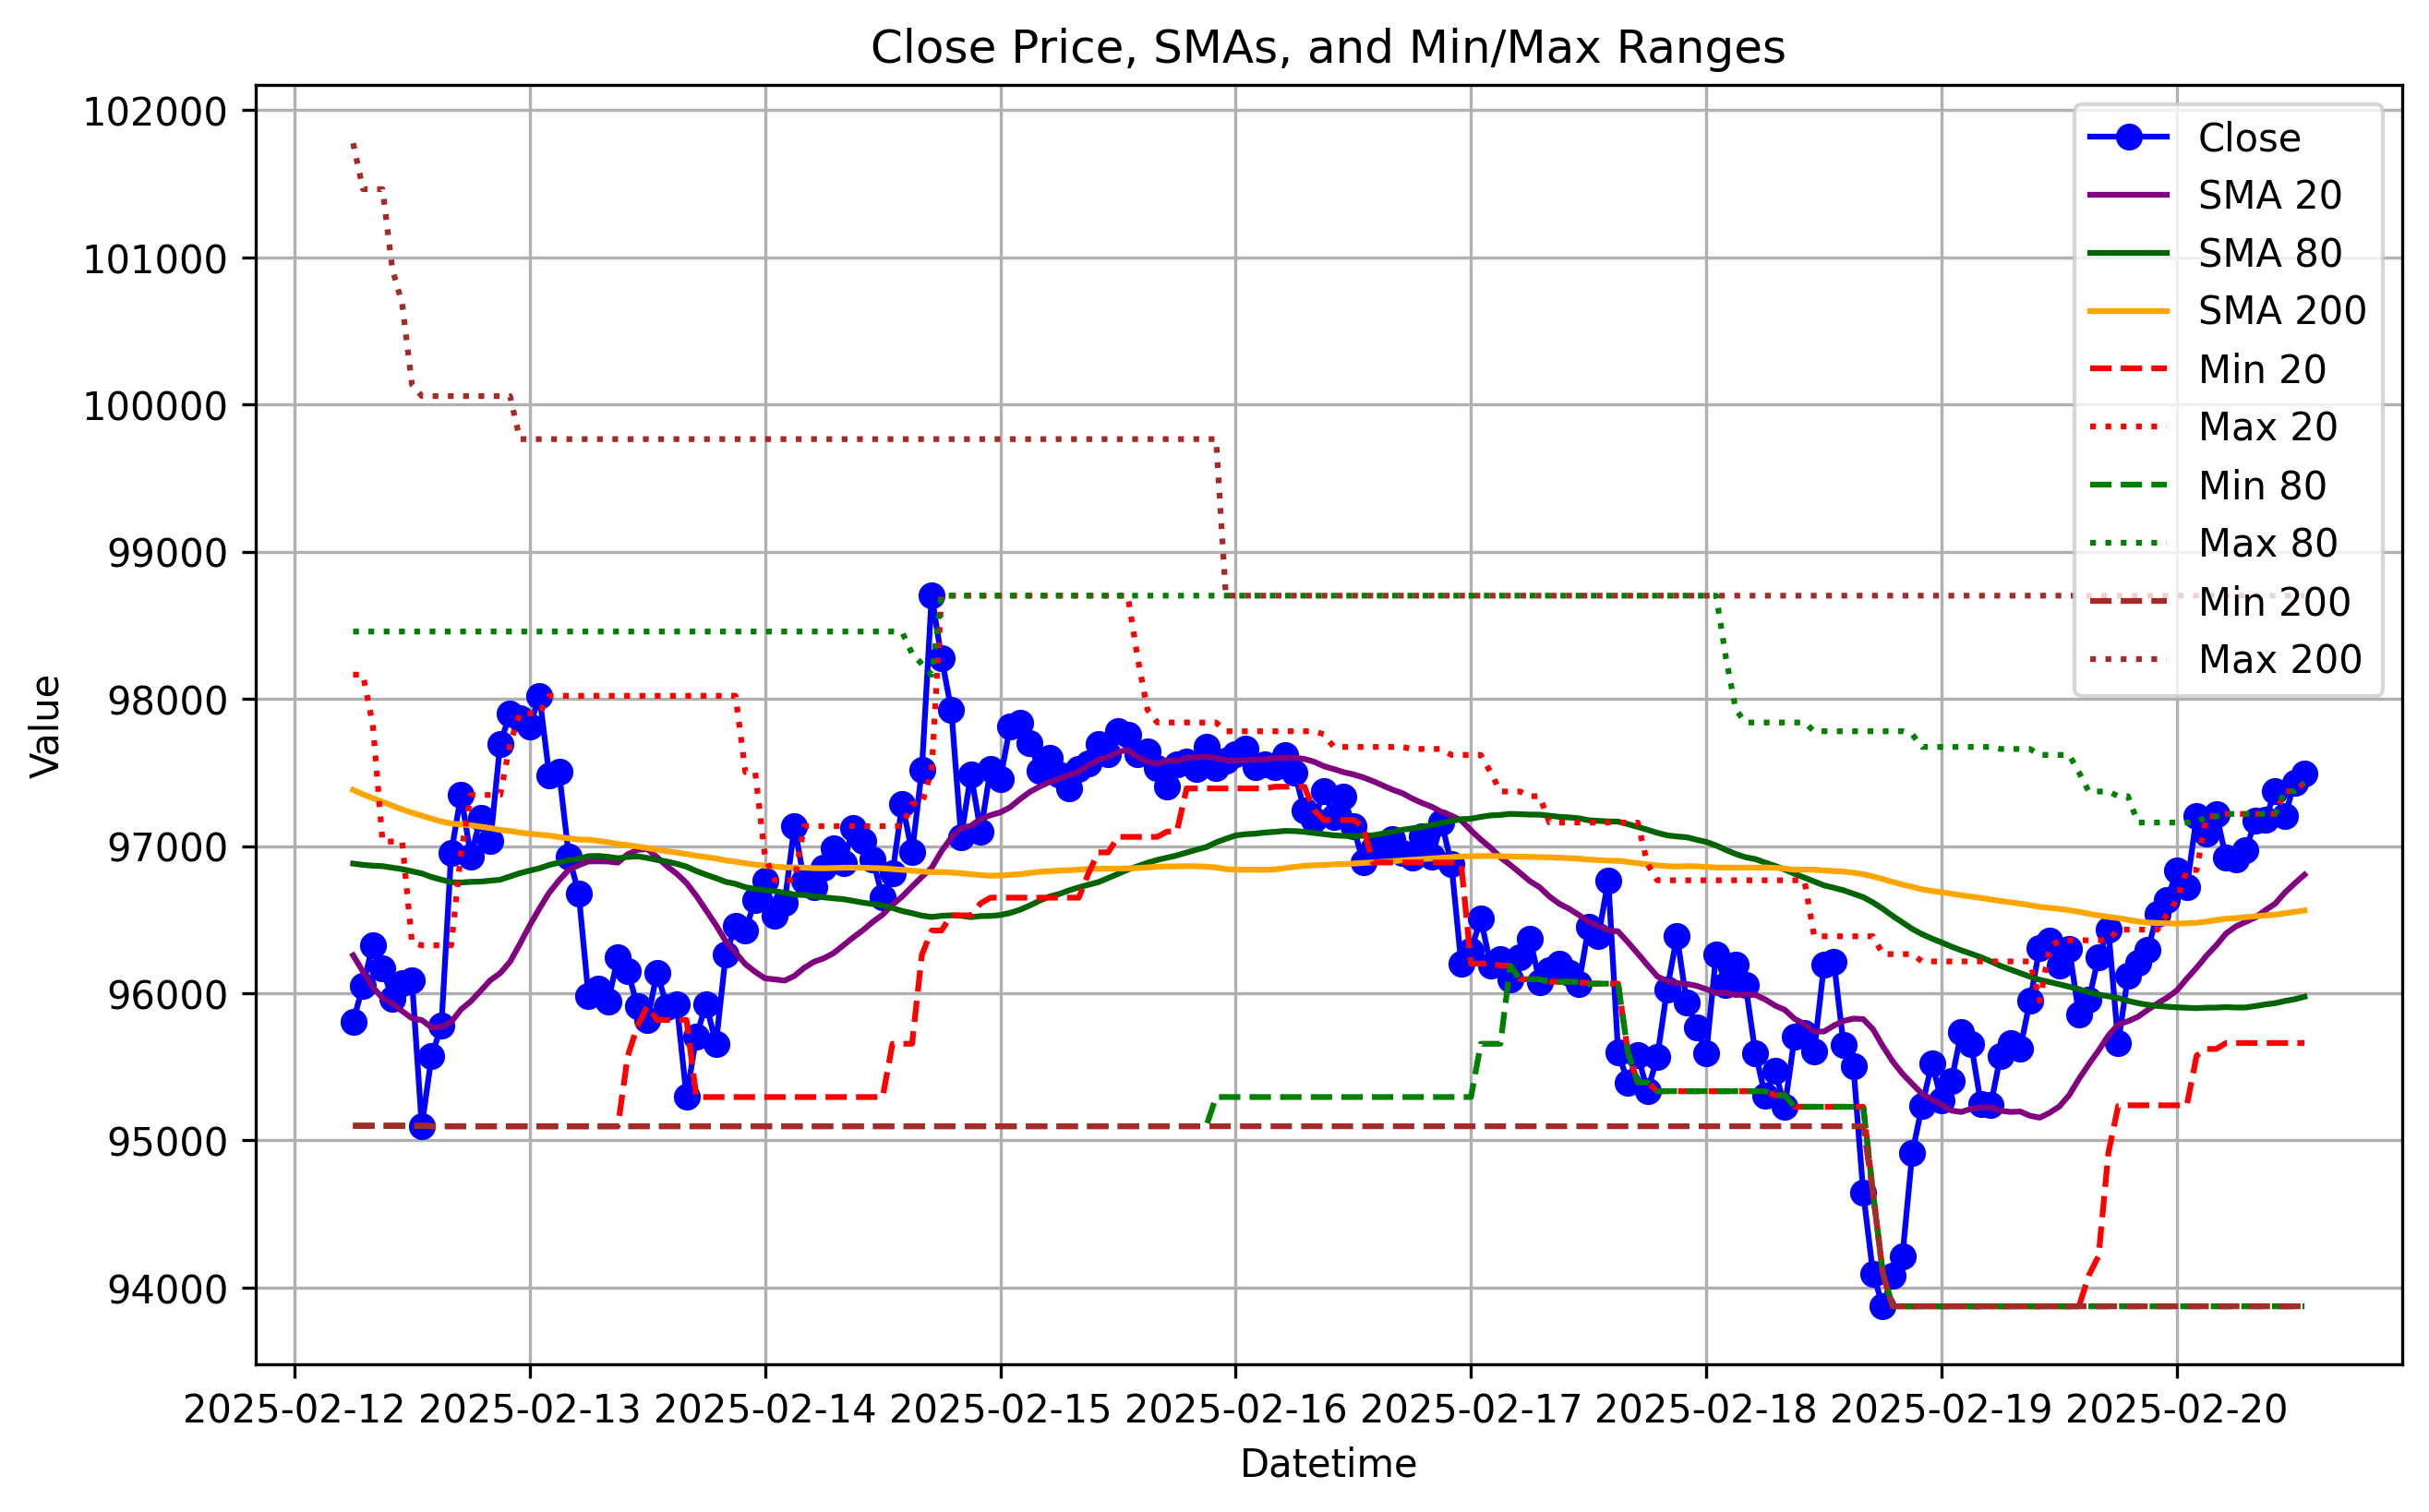 Close Price, SMAs, and Min/Max Ranges
102000
101000
100000
99000
98000
97000
96000
95000
94000
Value
Close
SMA 20
SMA 80
SMA 200
Min 20
Max 20
Min 80
Max 80
Min 200
Max 200
2025-02-12 2025-02-13 2025-02-14 2025-02-15 2025-02-16 2025-02-17 2025-02-18 2025-02-19 2025-02-20
Datetime